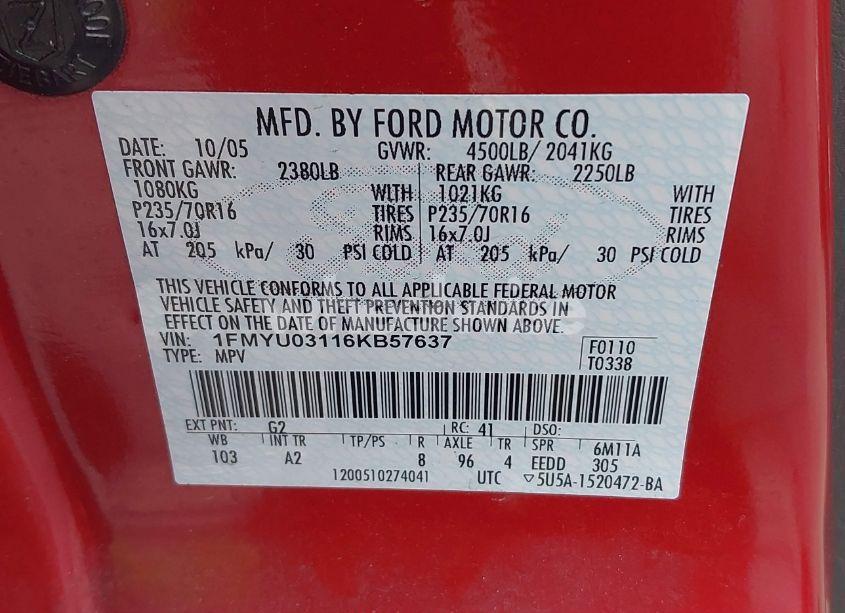 MFD. BY FORD MOTOR CO.
DATE: 10/05 GVWR: 4500LB/ 2041KG
FRONT GAWR: 2380LB REAR GAWR: 2250LB
1080KG WITH 1021KG WITH
P235/70R16 TIRES P235/70R16 TIRES
16x7.0J RIMS 16x7.0J RIMS
AT 205 kPa/ 30 PSI COLD AT 205 kPa/ 30 PSI COLD
THIS VEHICLE CONFORMS TO ALL APPLICABLE FEDERAL MOTOR
VEHICLE SAFETY AND THEFT PREVENTION STANDARDS IN
EFFECT ON THE DATE OF MANUFACTURE SHOWN ABOVE.
VIN: 1FMYU03116KB57637 F0110
TYPE: MPV T0338
EXT PNT: G2 RC: 41 DSO:
WB INT TR TP/PS R AXLE TR SPR 6M11A
103 A2 8 96 4 EEDD 305
1200510274041 UTC ▽5U5A-1520472-BA